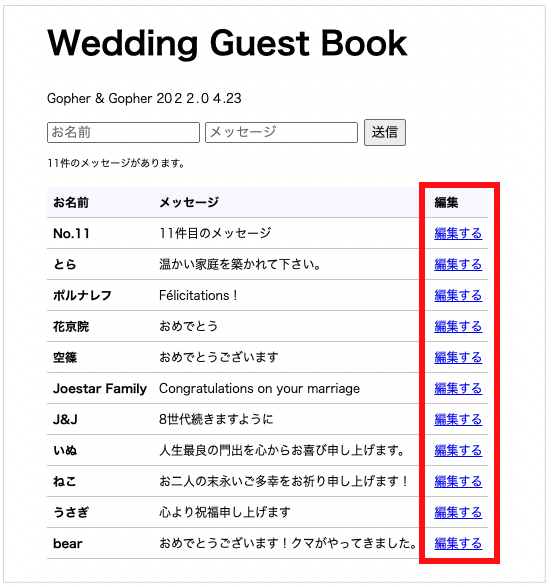 Wedding Guest Book
Gopher & Gopher 20２２.０４.23
お名前 メッセージ 送信
11件のメッセージがあります。
お名前 メッセージ 編集
No.11 11件目のメッセージ 編集する
とら 温かい家庭を築かれて下さい。 編集する
ポルナレフ Félicitations！ 編集する
花京院 おめでとう 編集する
空篠 おめでとうございます 編集する
Joestar Family Congratulations on your marriage 編集する
J&J 8世代続きますように 編集する
いぬ 人生最良の門出を心からお喜び申し上げます。 編集する
ねこ お二人の末永いご多幸をお祈り申し上げます！ 編集する
うさぎ 心より祝福申し上げます 編集する
bear おめでとうございます！クマがやってきました。 編集する